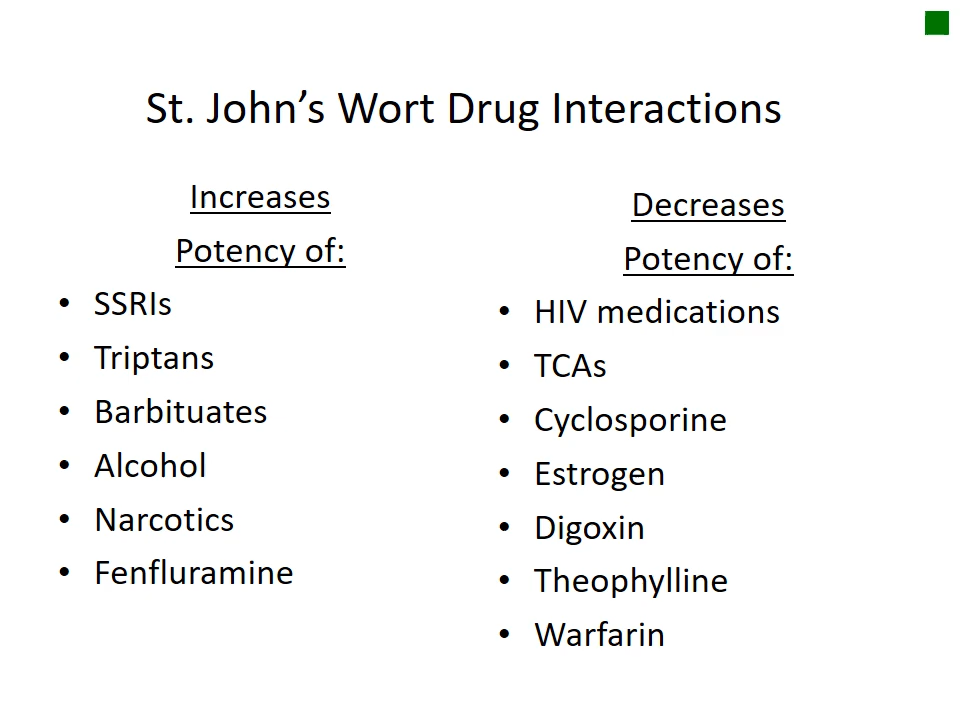 St. John’s Wort Drug Interactions
Increases
Potency of:
• SSRIs
• Triptans
• Barbituates
• Alcohol
• Narcotics
• Fenfluramine
Decreases
Potency of:
• HIV medications
• TCAs
• Cyclosporine
• Estrogen
• Digoxin
• Theophylline
• Warfarin